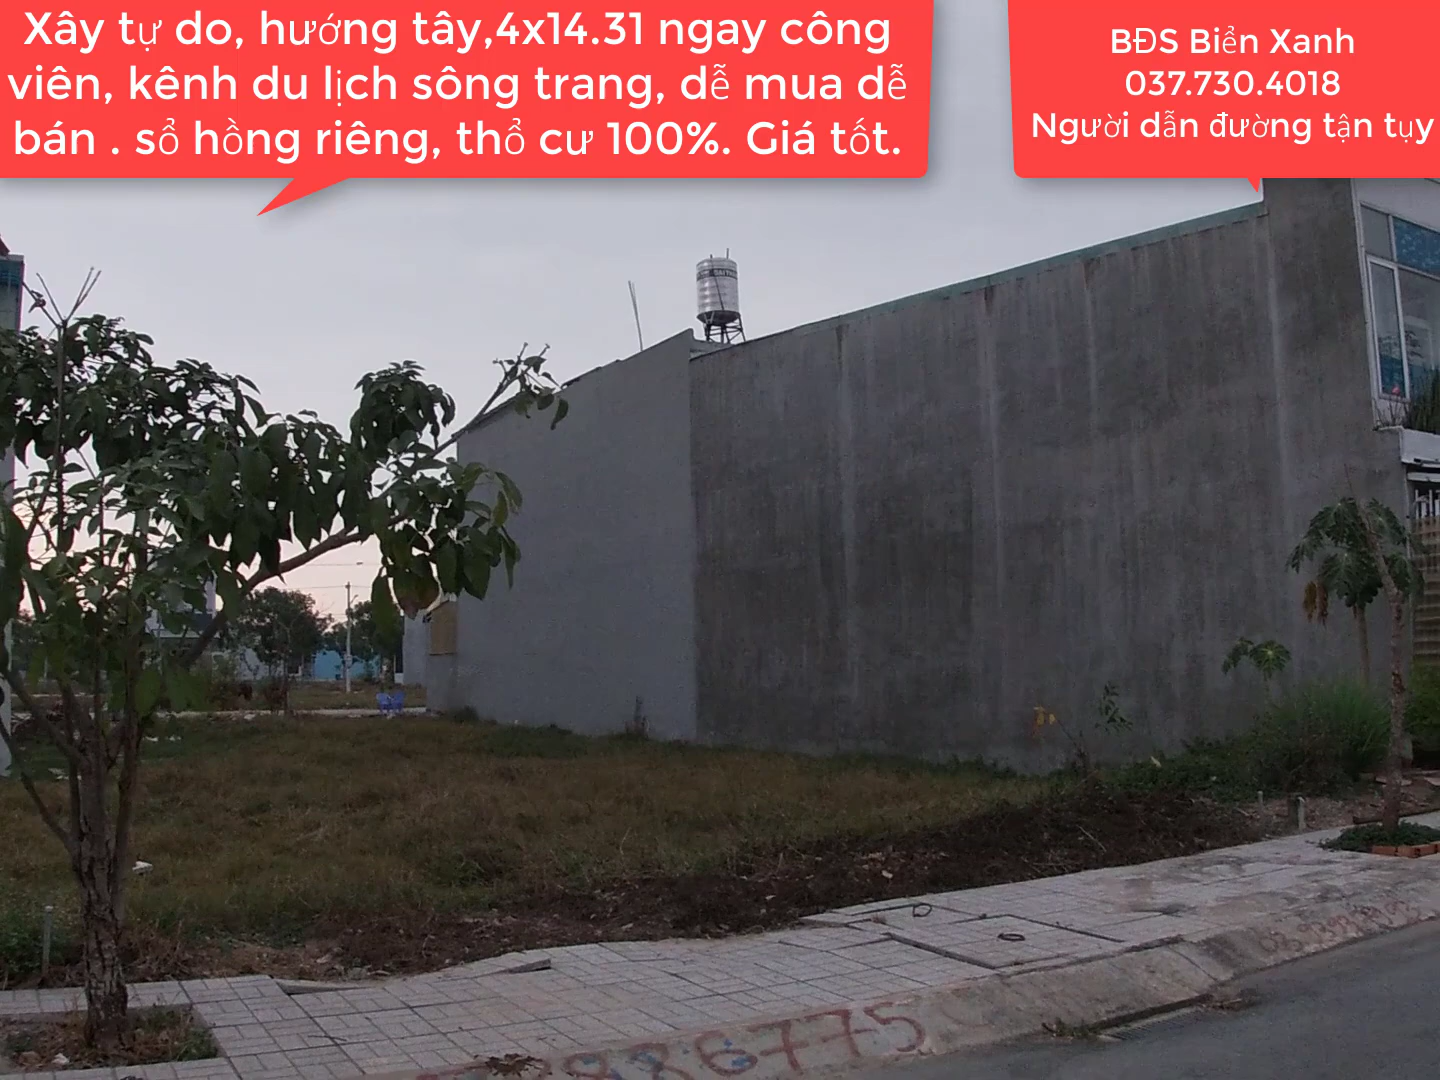 Xây tự do, hướng tây,4x14.31 ngay công
viên, kênh du lịch sông trang, dễ mua dễ
bán . sổ hồng riêng, thổ cư 100%. Giá tốt.
BĐS Biển Xanh
037.730.4018
Người dẫn đường tận tụy